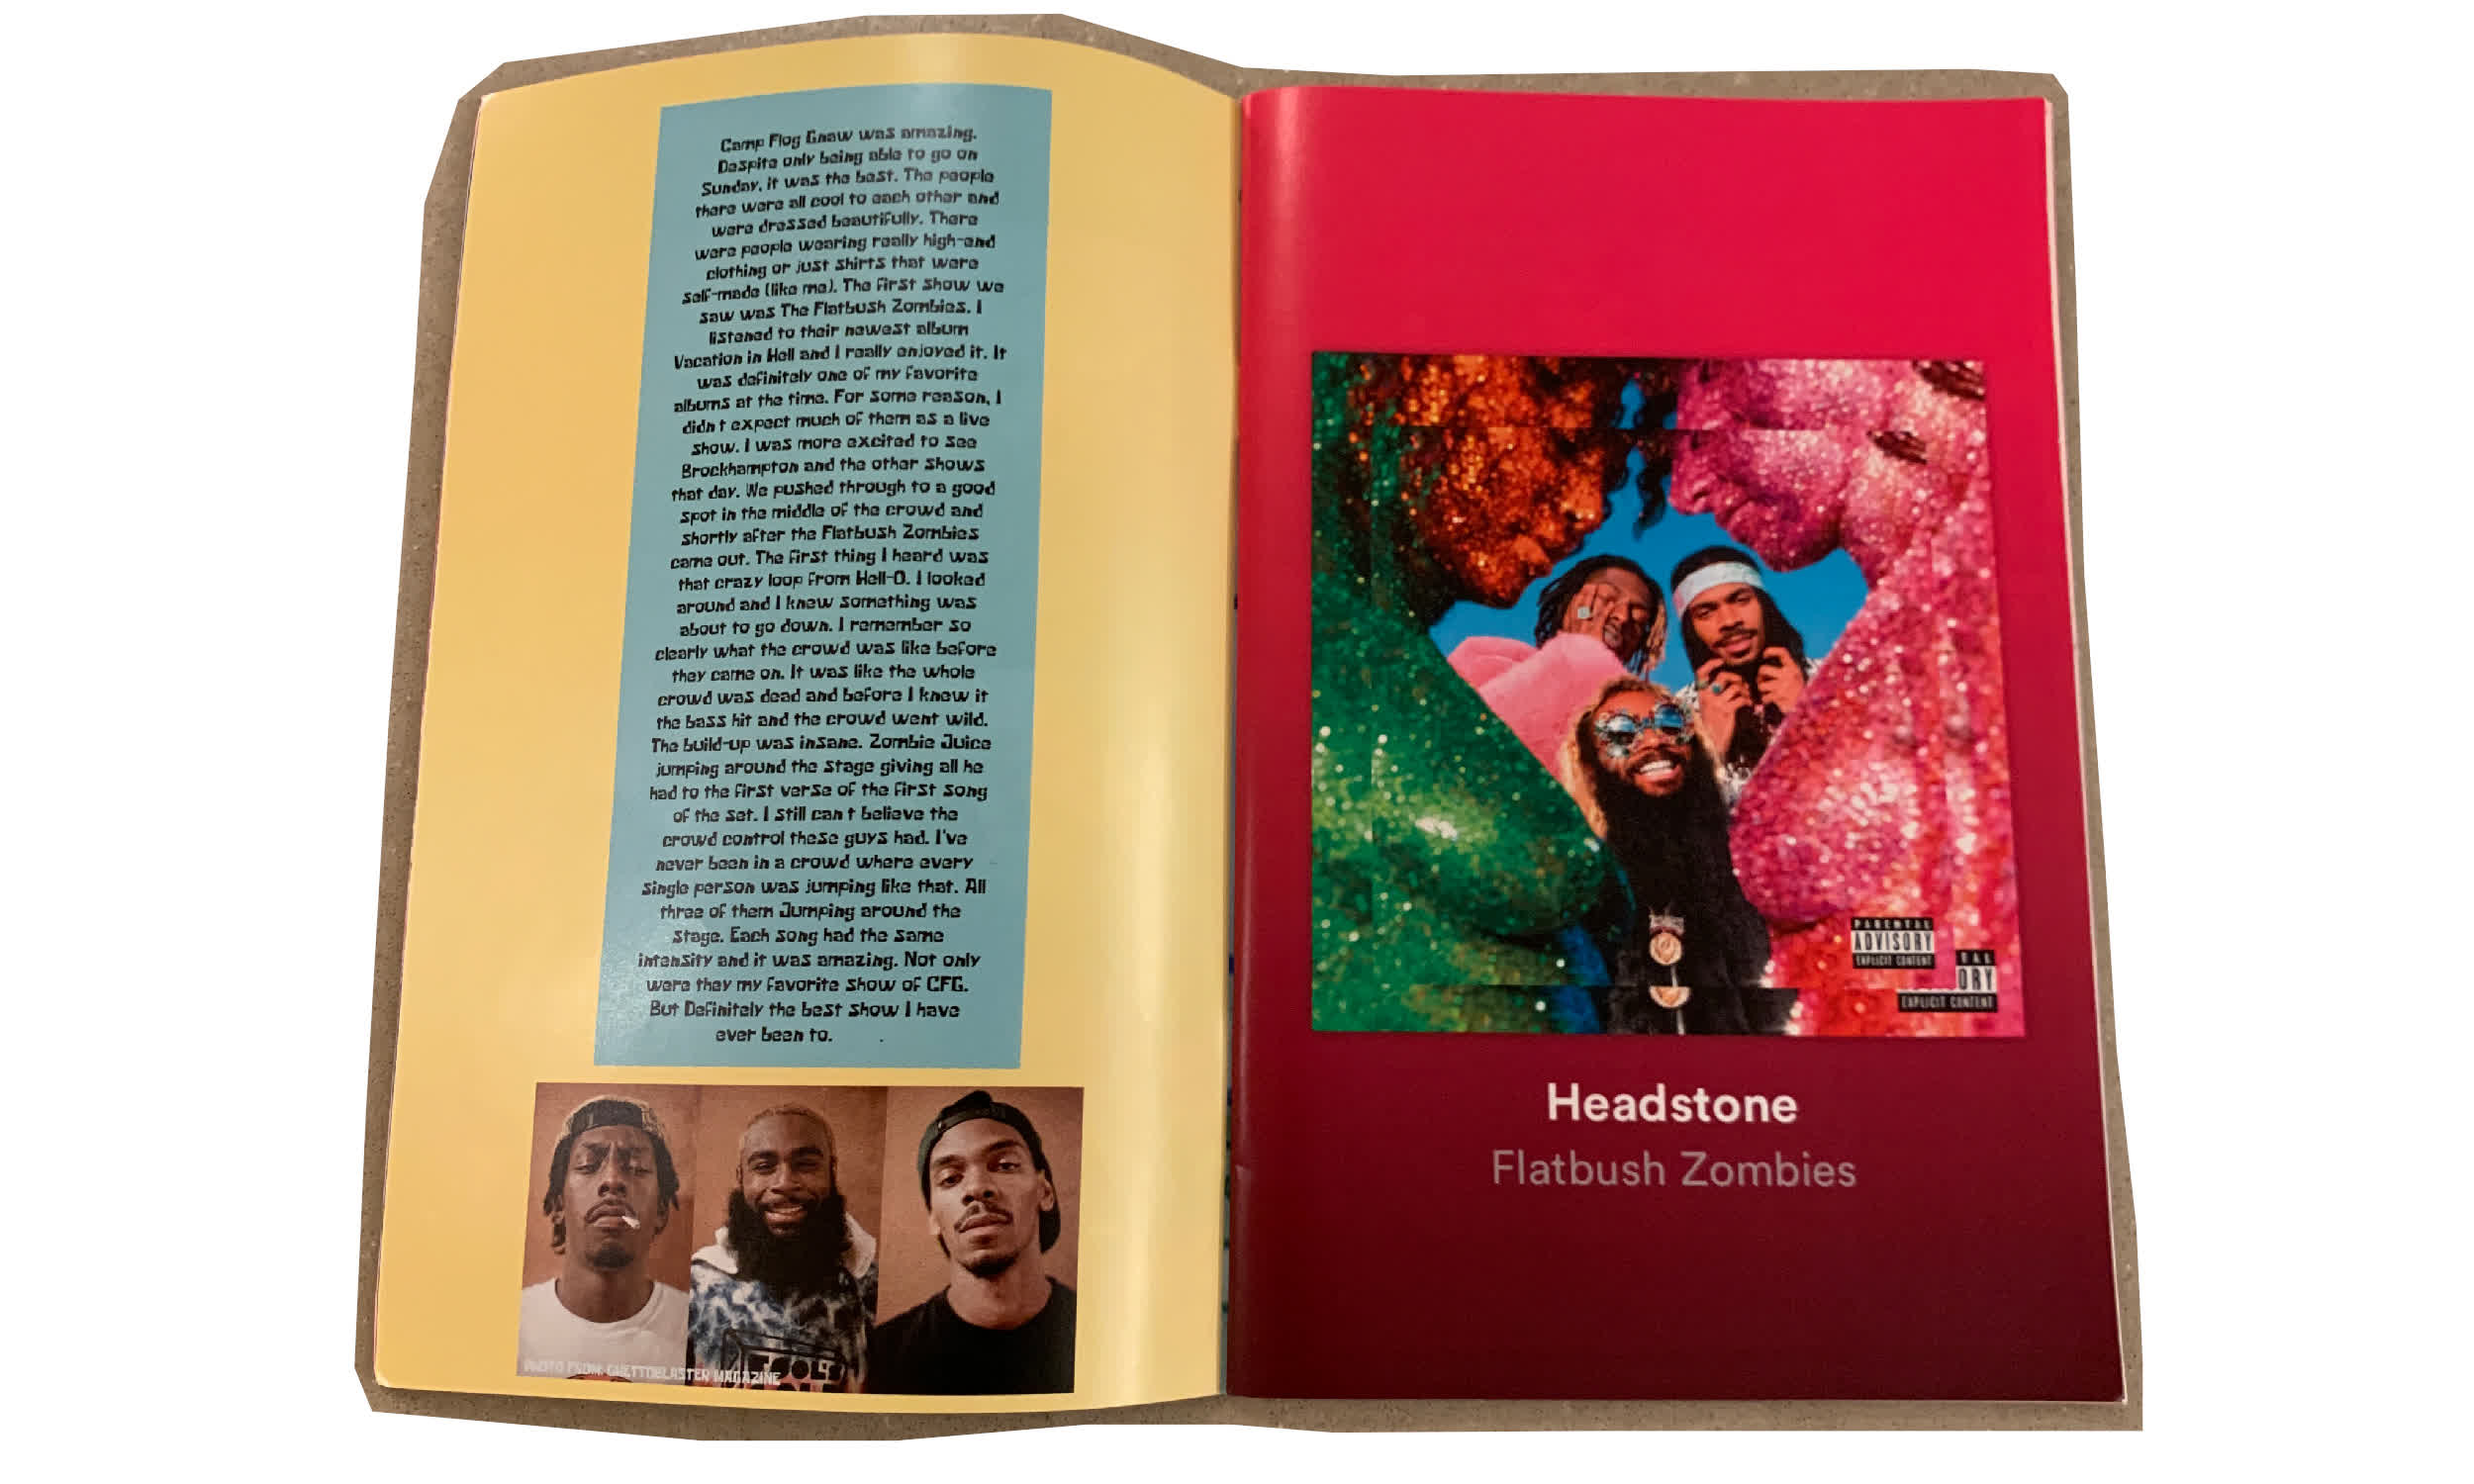 Camp Flog Gnaw was amazing.
Despite only being able to go on
Sunday, it was the best. The people
there were all cool to each other and
were dressed beautifully. There
were people wearing really high-end
clothing or just shirts that were
self-made (like me). The first show we
saw was The Flatbush Zombies. I
listened to their newest album
Vacation in Hell and I really enjoyed it. It
was definitely one of my favorite
albums at the time. For some reason, I
didn t expect much of them as a live
show. I was more excited to see
Brockhampton and the other shows
that day. We pushed through to a good
spot in the middle of the crowd and
shortly after the Flatbush Zombies
came out. The first thing I heard was
that crazy loop from Hell-O. I looked
around and I knew something was
about to go down. I remember so
clearly what the crowd was like before
they came on. It was like the whole
crowd was dead and before I knew it
the bass hit and the crowd went wild.
The build-up was insane. Zombie Juice
jumping around the stage giving all he
had to the first verse of the first song
of the set. I still can t believe the
crowd control these guys had. I've
never been in a crowd where every
single person was jumping like that. All
three of them Jumping around the
stage. Each song had the same
intensity and it was amazing. Not only
were they my favorite show of CFG.
But Definitely the best show I have
ever been to.
PHOTO FROM: GHETTOBLASTER MAGAZINE
PARENTAL
ADVISORY
EXPLICIT CONTENT
TAL
ORY
EXPLICIT CONTENT
Headstone
Flatbush Zombies